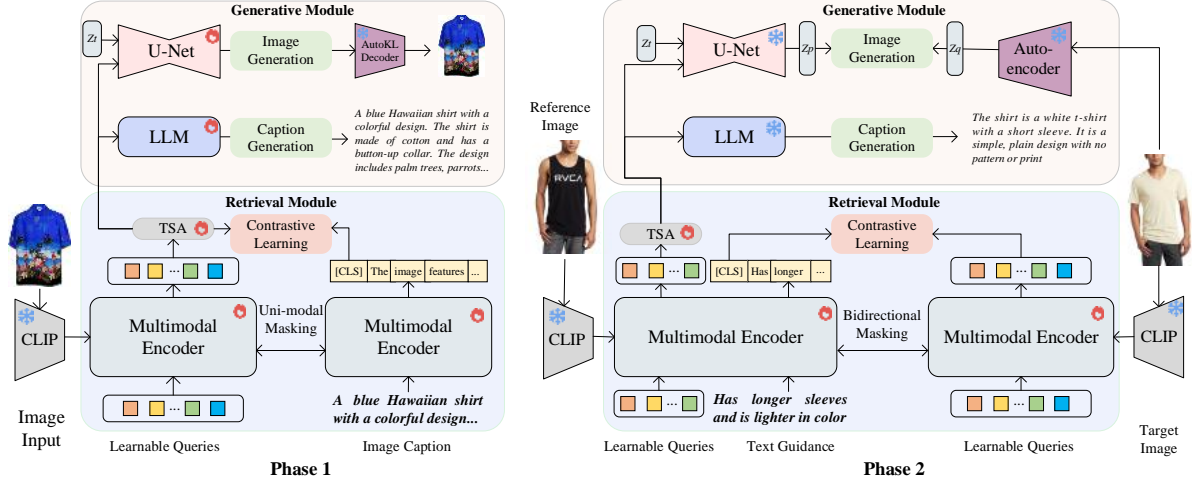 Generative Module
Zt
U-Net
Image
Generation
AutoKL
Decoder
LLM
Caption
Generation
A blue Hawaiian shirt with a
colorful design. The shirt is
made of cotton and has a
button-up collar. The design
includes palm trees, parrots...
Retrieval Module
TSA
Contrastive
Learning
[CLS] The image features ...
...
CLIP
Multimodal
Encoder
Uni-modal
Masking
Multimodal
Encoder
...
A blue Hawaiian shirt
with a colorful design...
Image
Input
Learnable Queries
Image Caption
Phase 1
Generative Module
Zt
U-Net
Zp
Image
Generation
Zq
Auto-
encoder
Reference
Image
LLM
Caption
Generation
The shirt is a white t-shirt
with a short sleeve. It is a
simple, plain design with no
pattern or print
RVCA
Retrieval Module
TSA
Contrastive
Learning
...
[CLS] Has longer ...
...
CLIP
Multimodal Encoder
Bidirectional
Masking
Multimodal Encoder
CLIP
...
Has longer sleeves
and is lighter in color
...
Learnable Queries
Text Guidance
Learnable Queries
Target
Image
Phase 2